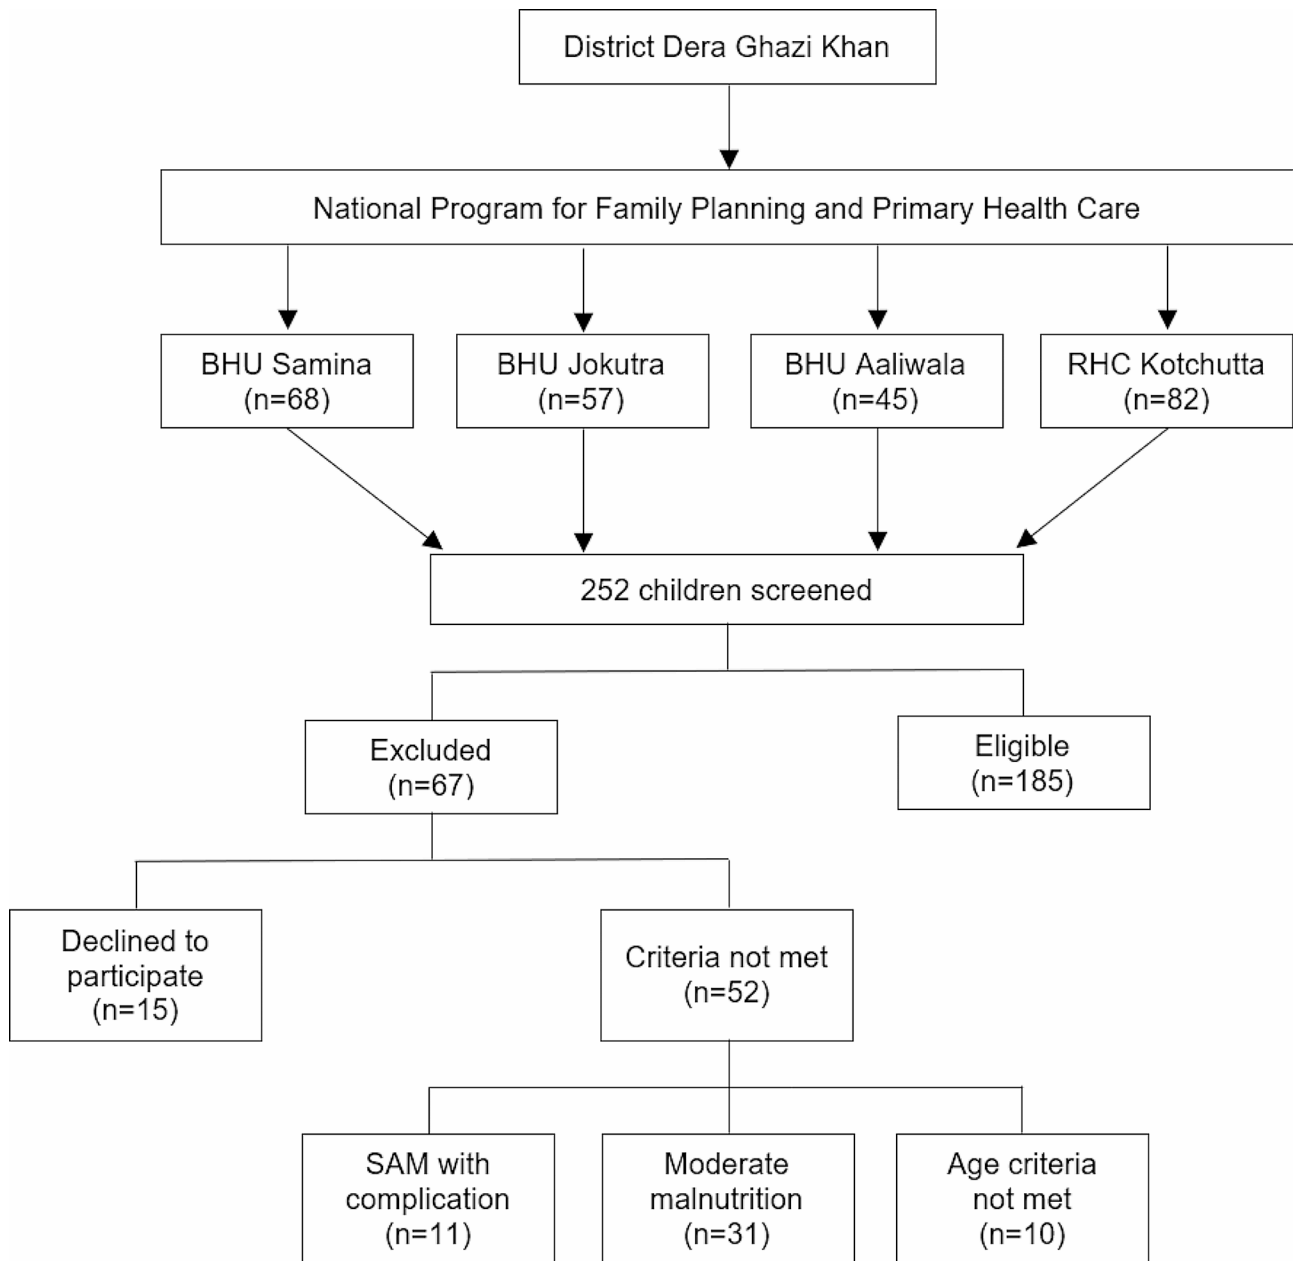 District Dera Ghazi Khan
National Program for Family Planning and Primary Health Care
BHU Samina
(n=68)
BHU Jokutra
(n=57)
BHU Aaliwala
(n=45)
RHC Kotchutta
(n=82)
252 children screened
Excluded
(n=67)
Eligible
(n=185)
Declined to
participate
(n=15)
Criteria not met
(n=52)
SAM with
complication
(n=11)
Moderate
malnutrition
(n=31)
Age criteria
not met
(n=10)